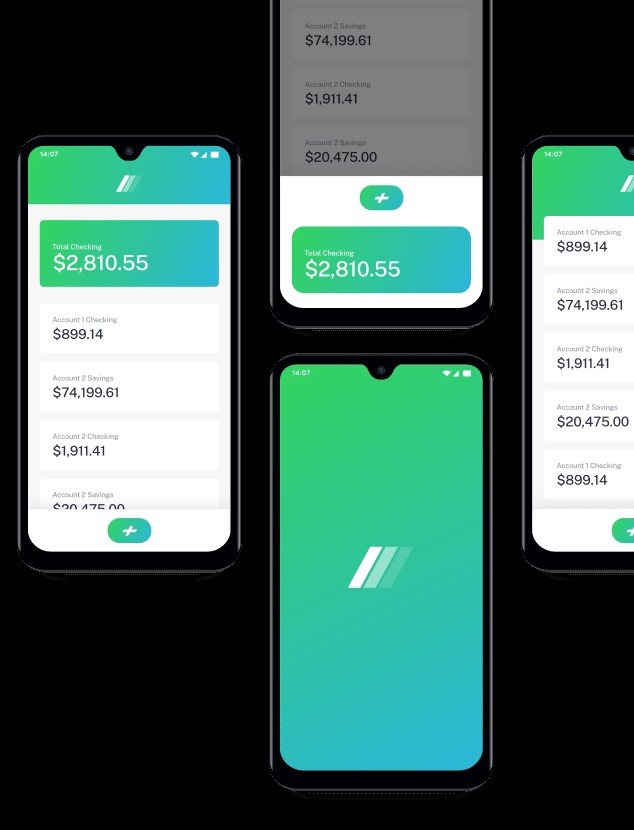 14:07
Total Checking
$2,810.55
Account 1 Checking
$899.14
Account 2 Savings
$74,199.61
Account 2 Checking
$1,911.41
Account 2 Savings
$20,475.00
Account 2 Savings
$74,199.61
Account 2 Checking
$1,911.41
Account 2 Savings
$20,475.00
Total Checking
$2,810.55
14:07
14:07
Account 1 Checking
$899.14
Account 2 Savings
$74,199.61
Account 2 Checking
$1,911.41
Account 2 Savings
$20,475.00
Account 1 Checking
$899.14